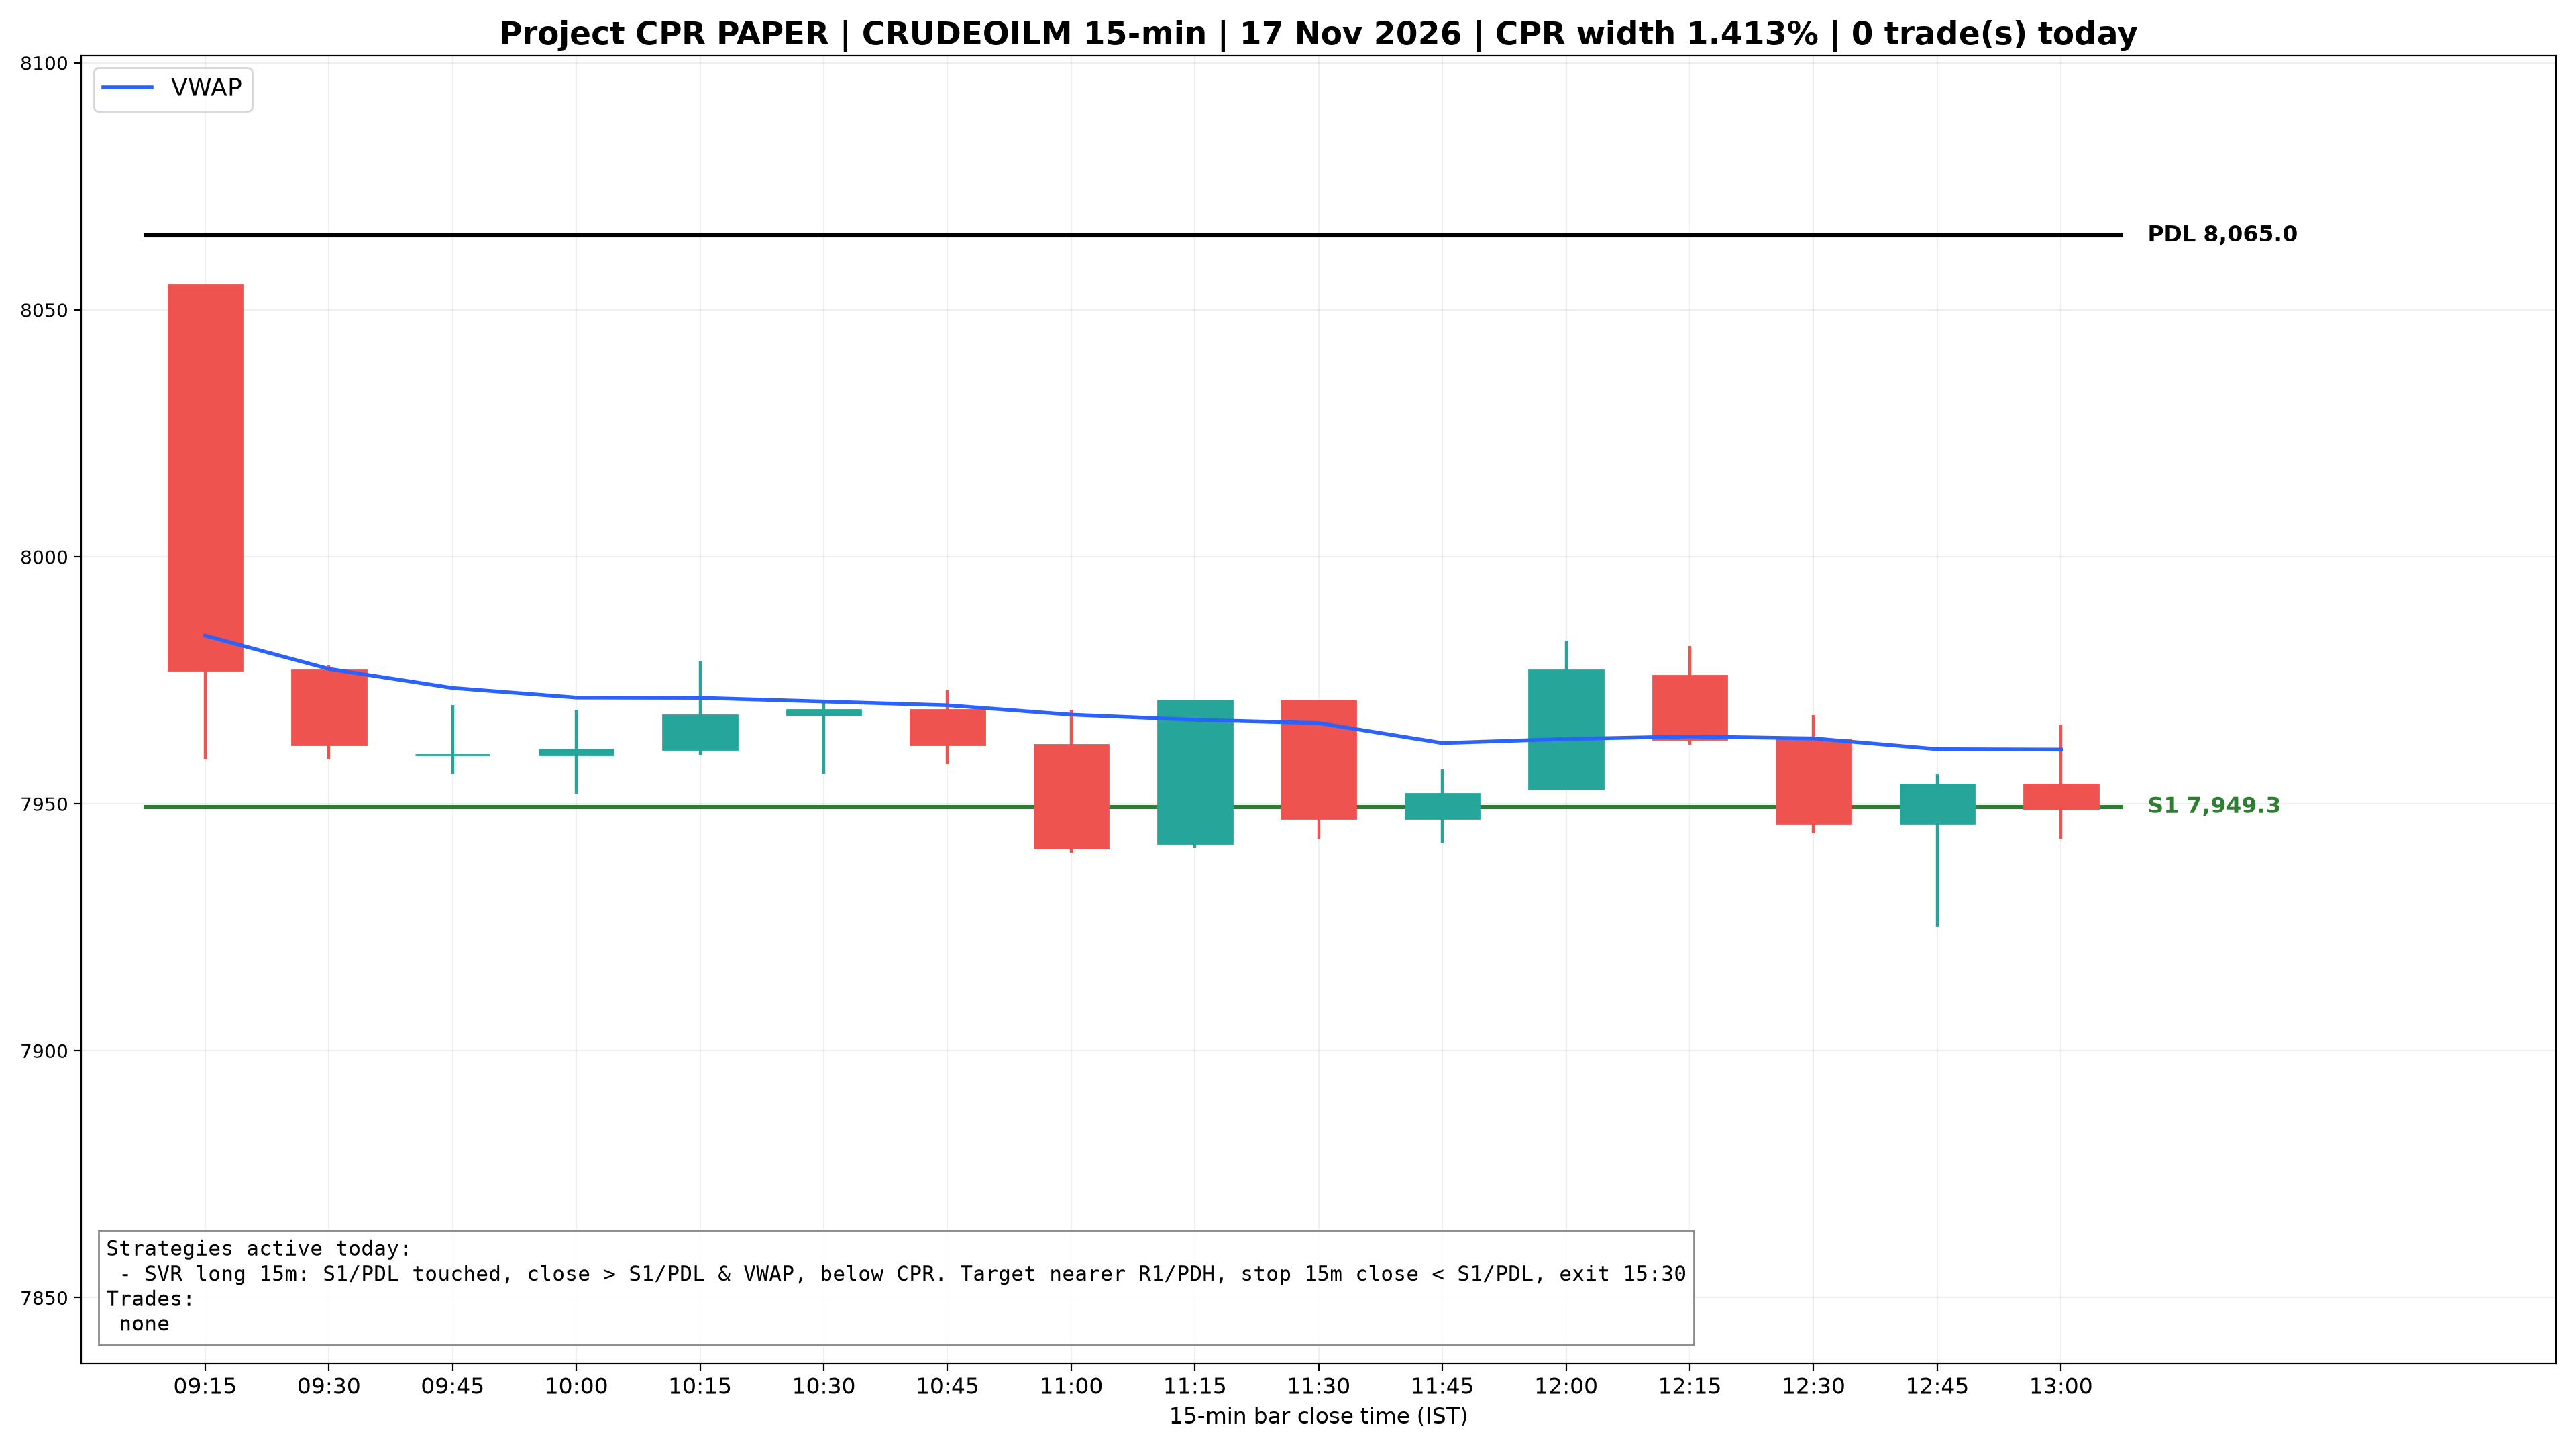 Project CPR PAPER | CRUDEOILM 15-min | 17 Nov 2026 | CPR width 1.413% | 0 trade(s) today
8100
VWAP
PDL 8,065.0
8050
8000
7950
S1 7,949.3
7900
7850
Strategies active today:
- SVR long 15m: S1/PDL touched, close > S1/PDL & VWAP, below CPR. Target nearer R1/PDH, stop 15m close < S1/PDL, exit 15:30
Trades:
none
09:15 09:30 09:45 10:00 10:15 10:30 10:45 11:00 11:15 11:30 11:45 12:00 12:15 12:30 12:45 13:00
15-min bar close time (IST)